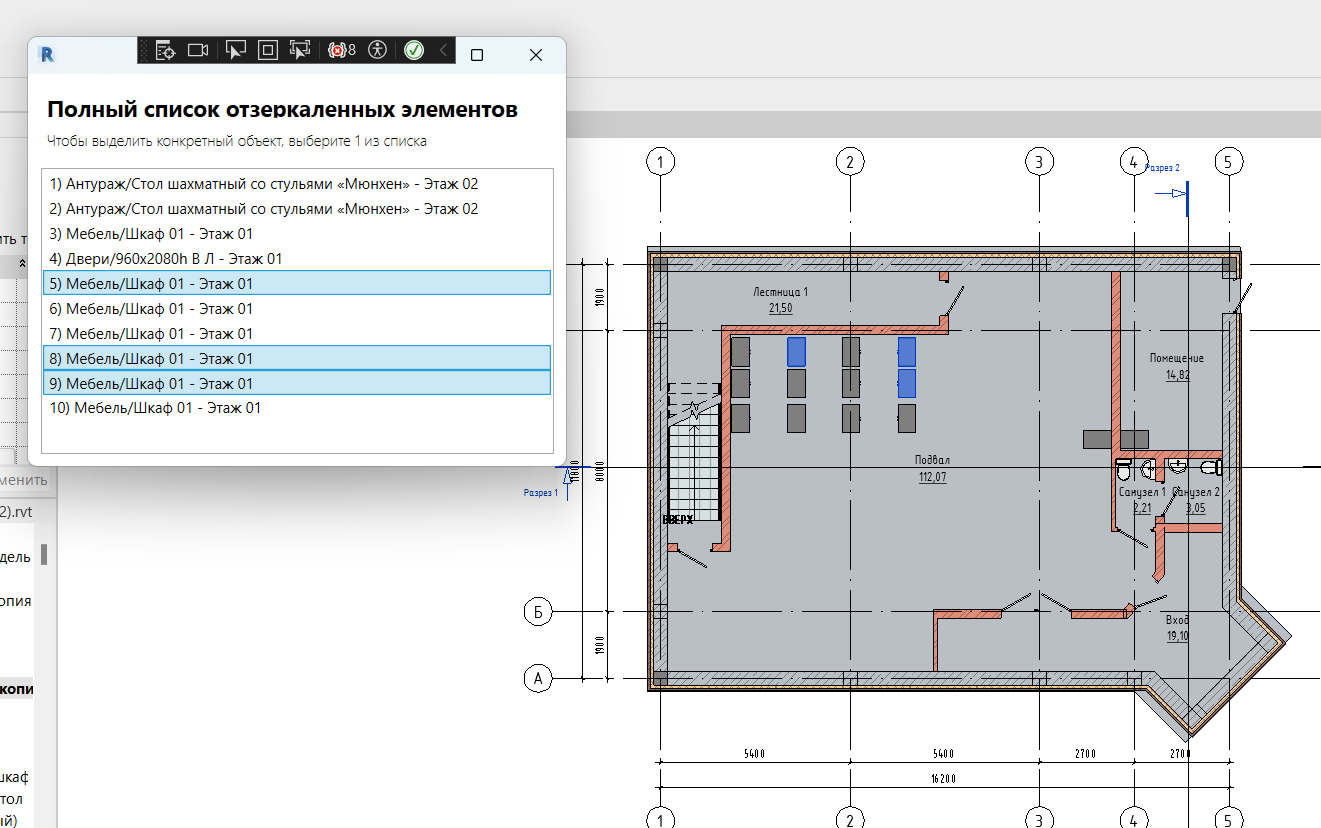 8
Полный список отзеркаленных элементов
Чтобы выделить конкретный объект, выберите 1 из списка
1) Антураж/Стол шахматный со стульями «Мюнхен» - Этаж 02
2) Антураж/Стол шахматный со стульями «Мюнхен» - Этаж 02
3) Мебель/Шкаф 01 - Этаж 01
4) Двери/960x2080h В Л - Этаж 01
5) Мебель/Шкаф 01 - Этаж 01
6) Мебель/Шкаф 01 - Этаж 01
7) Мебель/Шкаф 01 - Этаж 01
8) Мебель/Шкаф 01 - Этаж 01
9) Мебель/Шкаф 01 - Этаж 01
10) Мебель/Шкаф 01 - Этаж 01
ить т
менить
2).rvt
дель
опия
копи
шкаф
тол
ый)
1 2 3 4 5
Разрез 2
Лестница 1
21,50
1900
Помещение
14,82
Подвал
112,07
11800
8000
Разрез 1
Санузел 1
2,21
Санузел 2
3,05
ВВЕРХ
Б
Вход
19,10
1900
А
5400 5400 2700 2700
16200
1 2 3 4 5